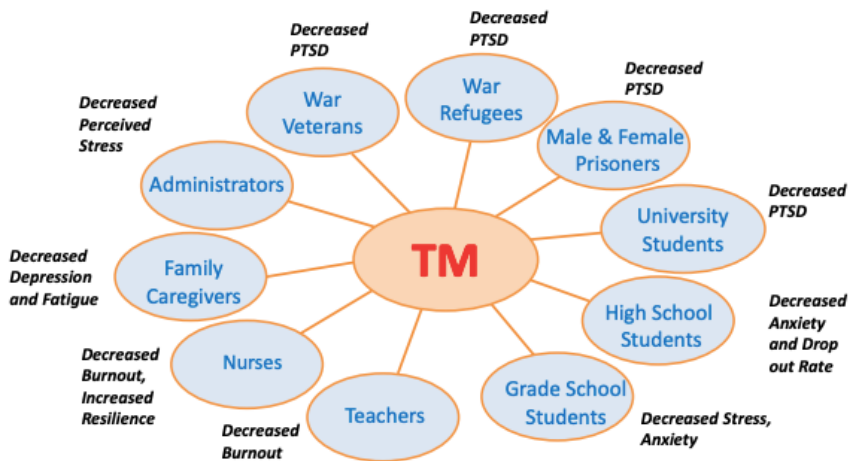 Decreased
PTSD
War
Veterans
Decreased
PTSD
War
Refugees
Decreased
PTSD
Male & Female
Prisoners
Decreased
PTSD
University
Students
Decreased
Anxiety
and Drop
out Rate
High School
Students
Decreased Stress,
Anxiety
Grade School
Students
Teachers
Decreased
Burnout
Nurses
Decreased
Burnout,
Increased
Resilience
Family
Caregivers
Decreased
Depression
and Fatigue
Administrators
Decreased
Perceived
Stress
TM